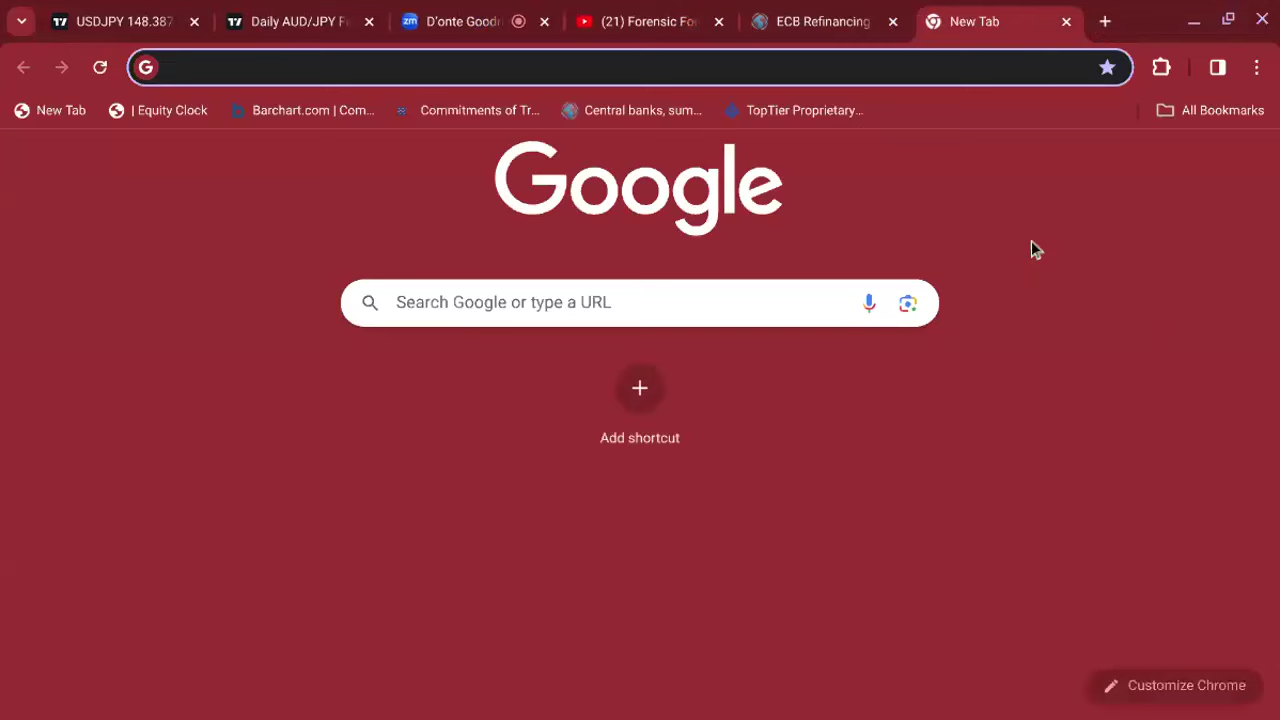 USDJPY 148.387
Daily AUD/JPY F
D'onte Good
(21) Forensic Fo
ECB Refinancing
New Tab
New Tab
| Equity Clock
Barchart.com | Com...
Commitments of Tr...
Central banks, sum...
TopTier Proprietary...
All Bookmarks
Google
Search Google or type a URL
Add shortcut
Customize Chrome